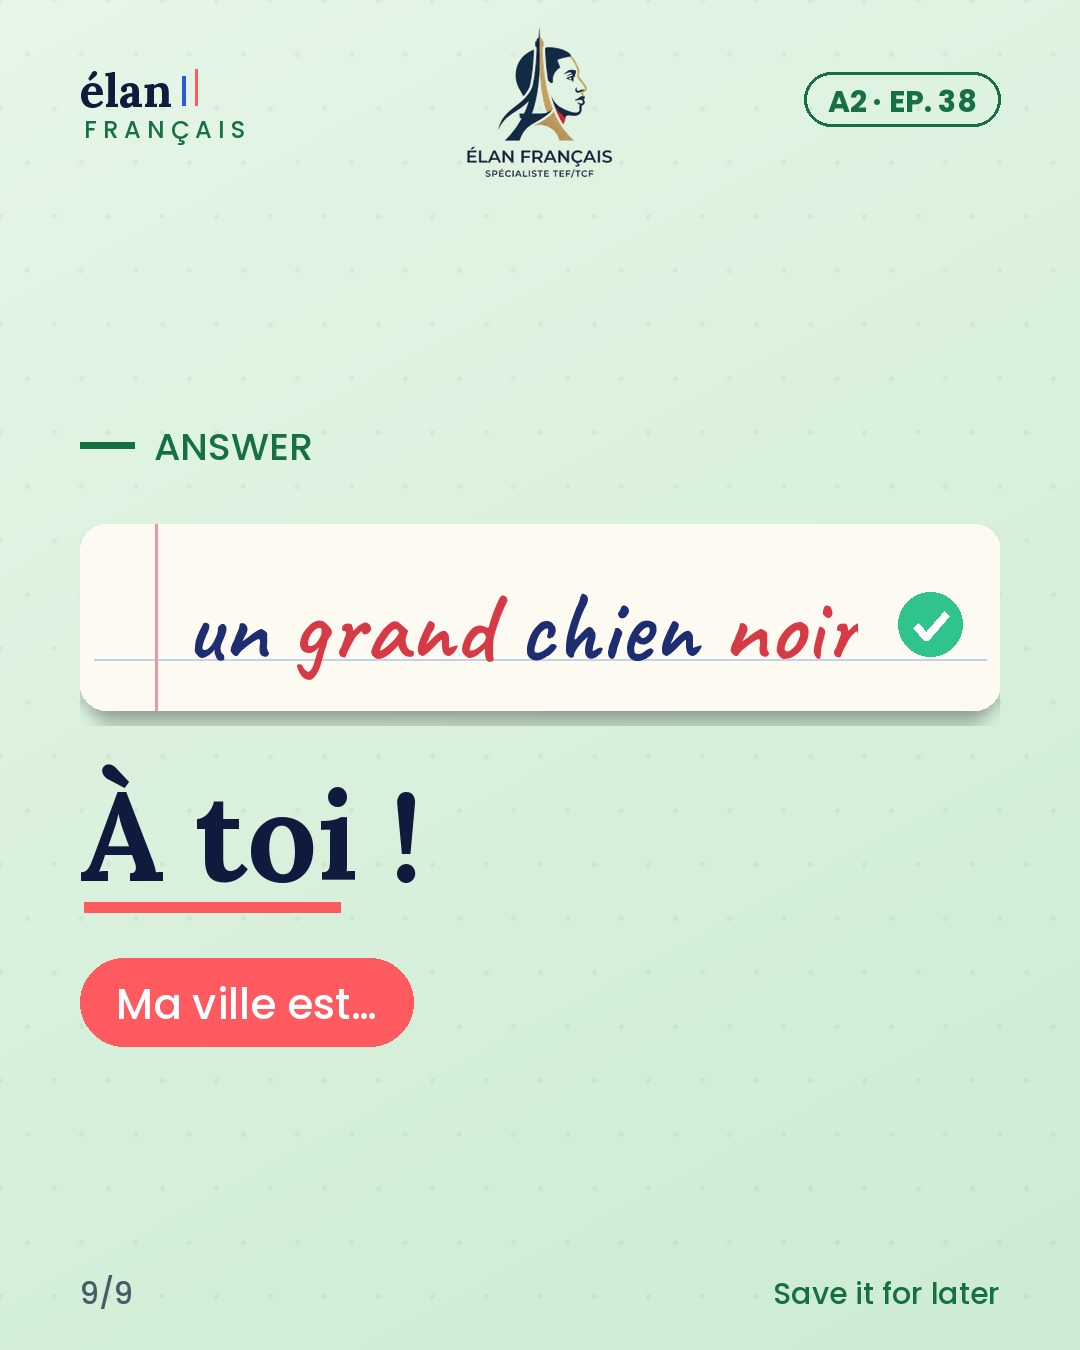 élan
FRANÇAIS
ÉLAN FRANÇAIS
SPÉCIALISTE TEF/TCF
A2 · EP. 38
ANSWER
un grand chien noir
À toi !
Ma ville est...
9/9
Save it for later